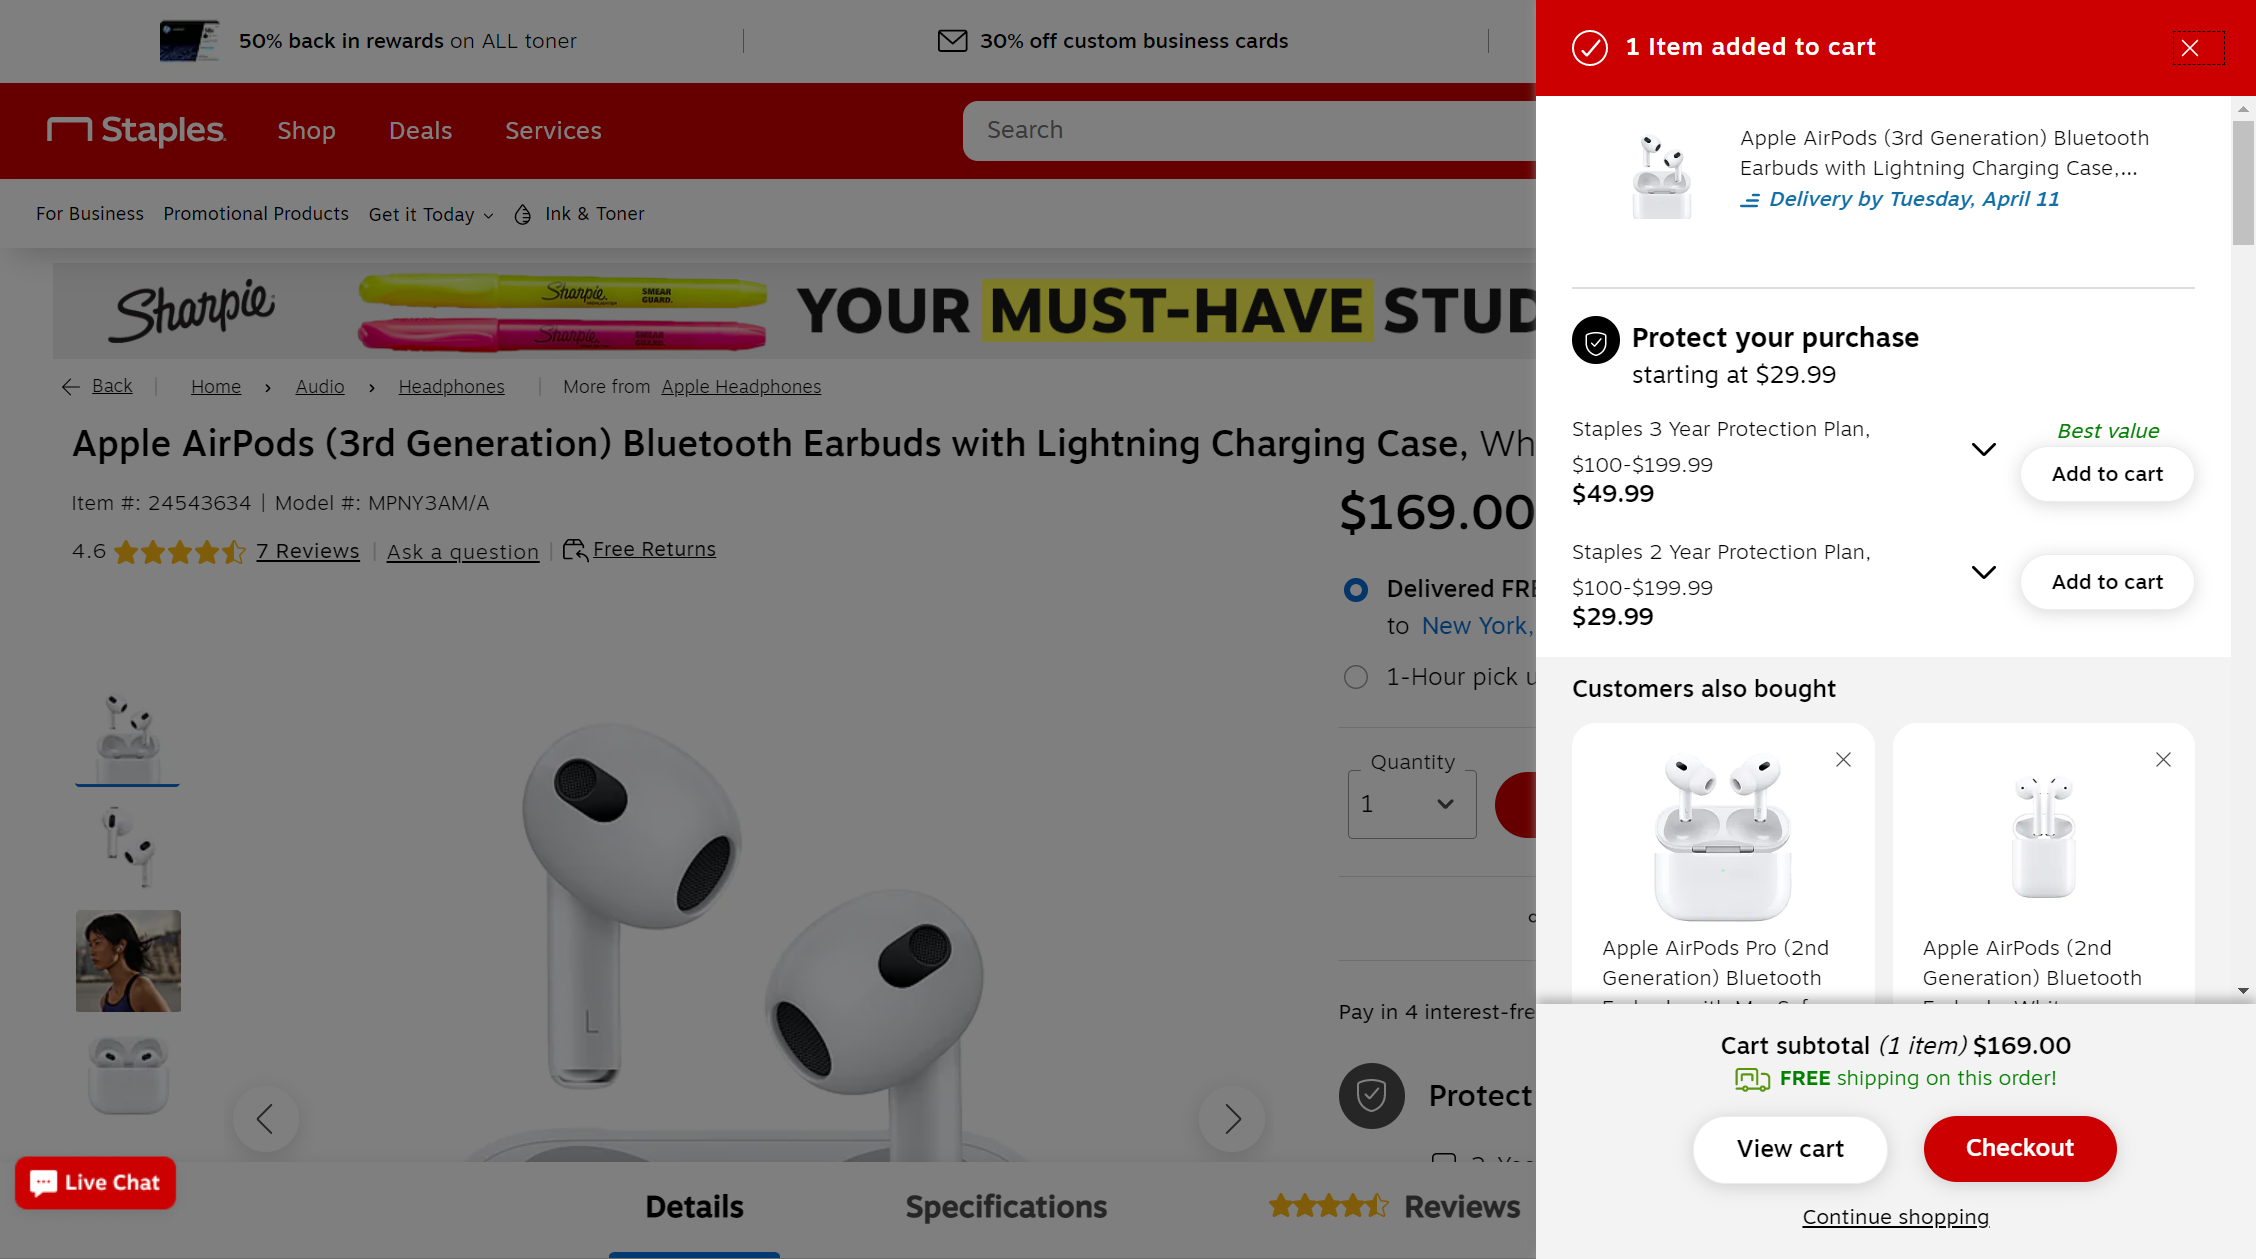 50% back in rewards on ALL toner
30% off custom business cards
Staples
Shop
Deals
Services
Search
For Business
Promotional Products
Get it Today
Ink & Toner
Sharpie
Sharpie.
SMEAR GUARD.
Sharpie
SMEAR GUARD.
YOUR MUST-HAVE STUD
Back
Home
Audio
Headphones
More from Apple Headphones
Apple AirPods (3rd Generation) Bluetooth Earbuds with Lightning Charging Case, Wh
Item #: 24543634 | Model #: MPNY3AM/A
4.6
7 Reviews
Ask a question
Free Returns
$169.00
Delivered FRE
to New York,
1-Hour pick u
Quantity
1
Pay in 4 interest-fre
Protect
L
Live Chat
Details
Specifications
Reviews
1 Item added to cart
Apple AirPods (3rd Generation) Bluetooth
Earbuds with Lightning Charging Case,...
Delivery by Tuesday, April 11
Protect your purchase
starting at $29.99
Staples 3 Year Protection Plan,
$100-$199.99
$49.99
Best value
Add to cart
Staples 2 Year Protection Plan,
$100-$199.99
$29.99
Add to cart
Customers also bought
Apple AirPods Pro (2nd
Generation) Bluetooth
Apple AirPods (2nd
Generation) Bluetooth
Cart subtotal (1 item) $169.00
FREE shipping on this order!
View cart
Checkout
Continue shopping